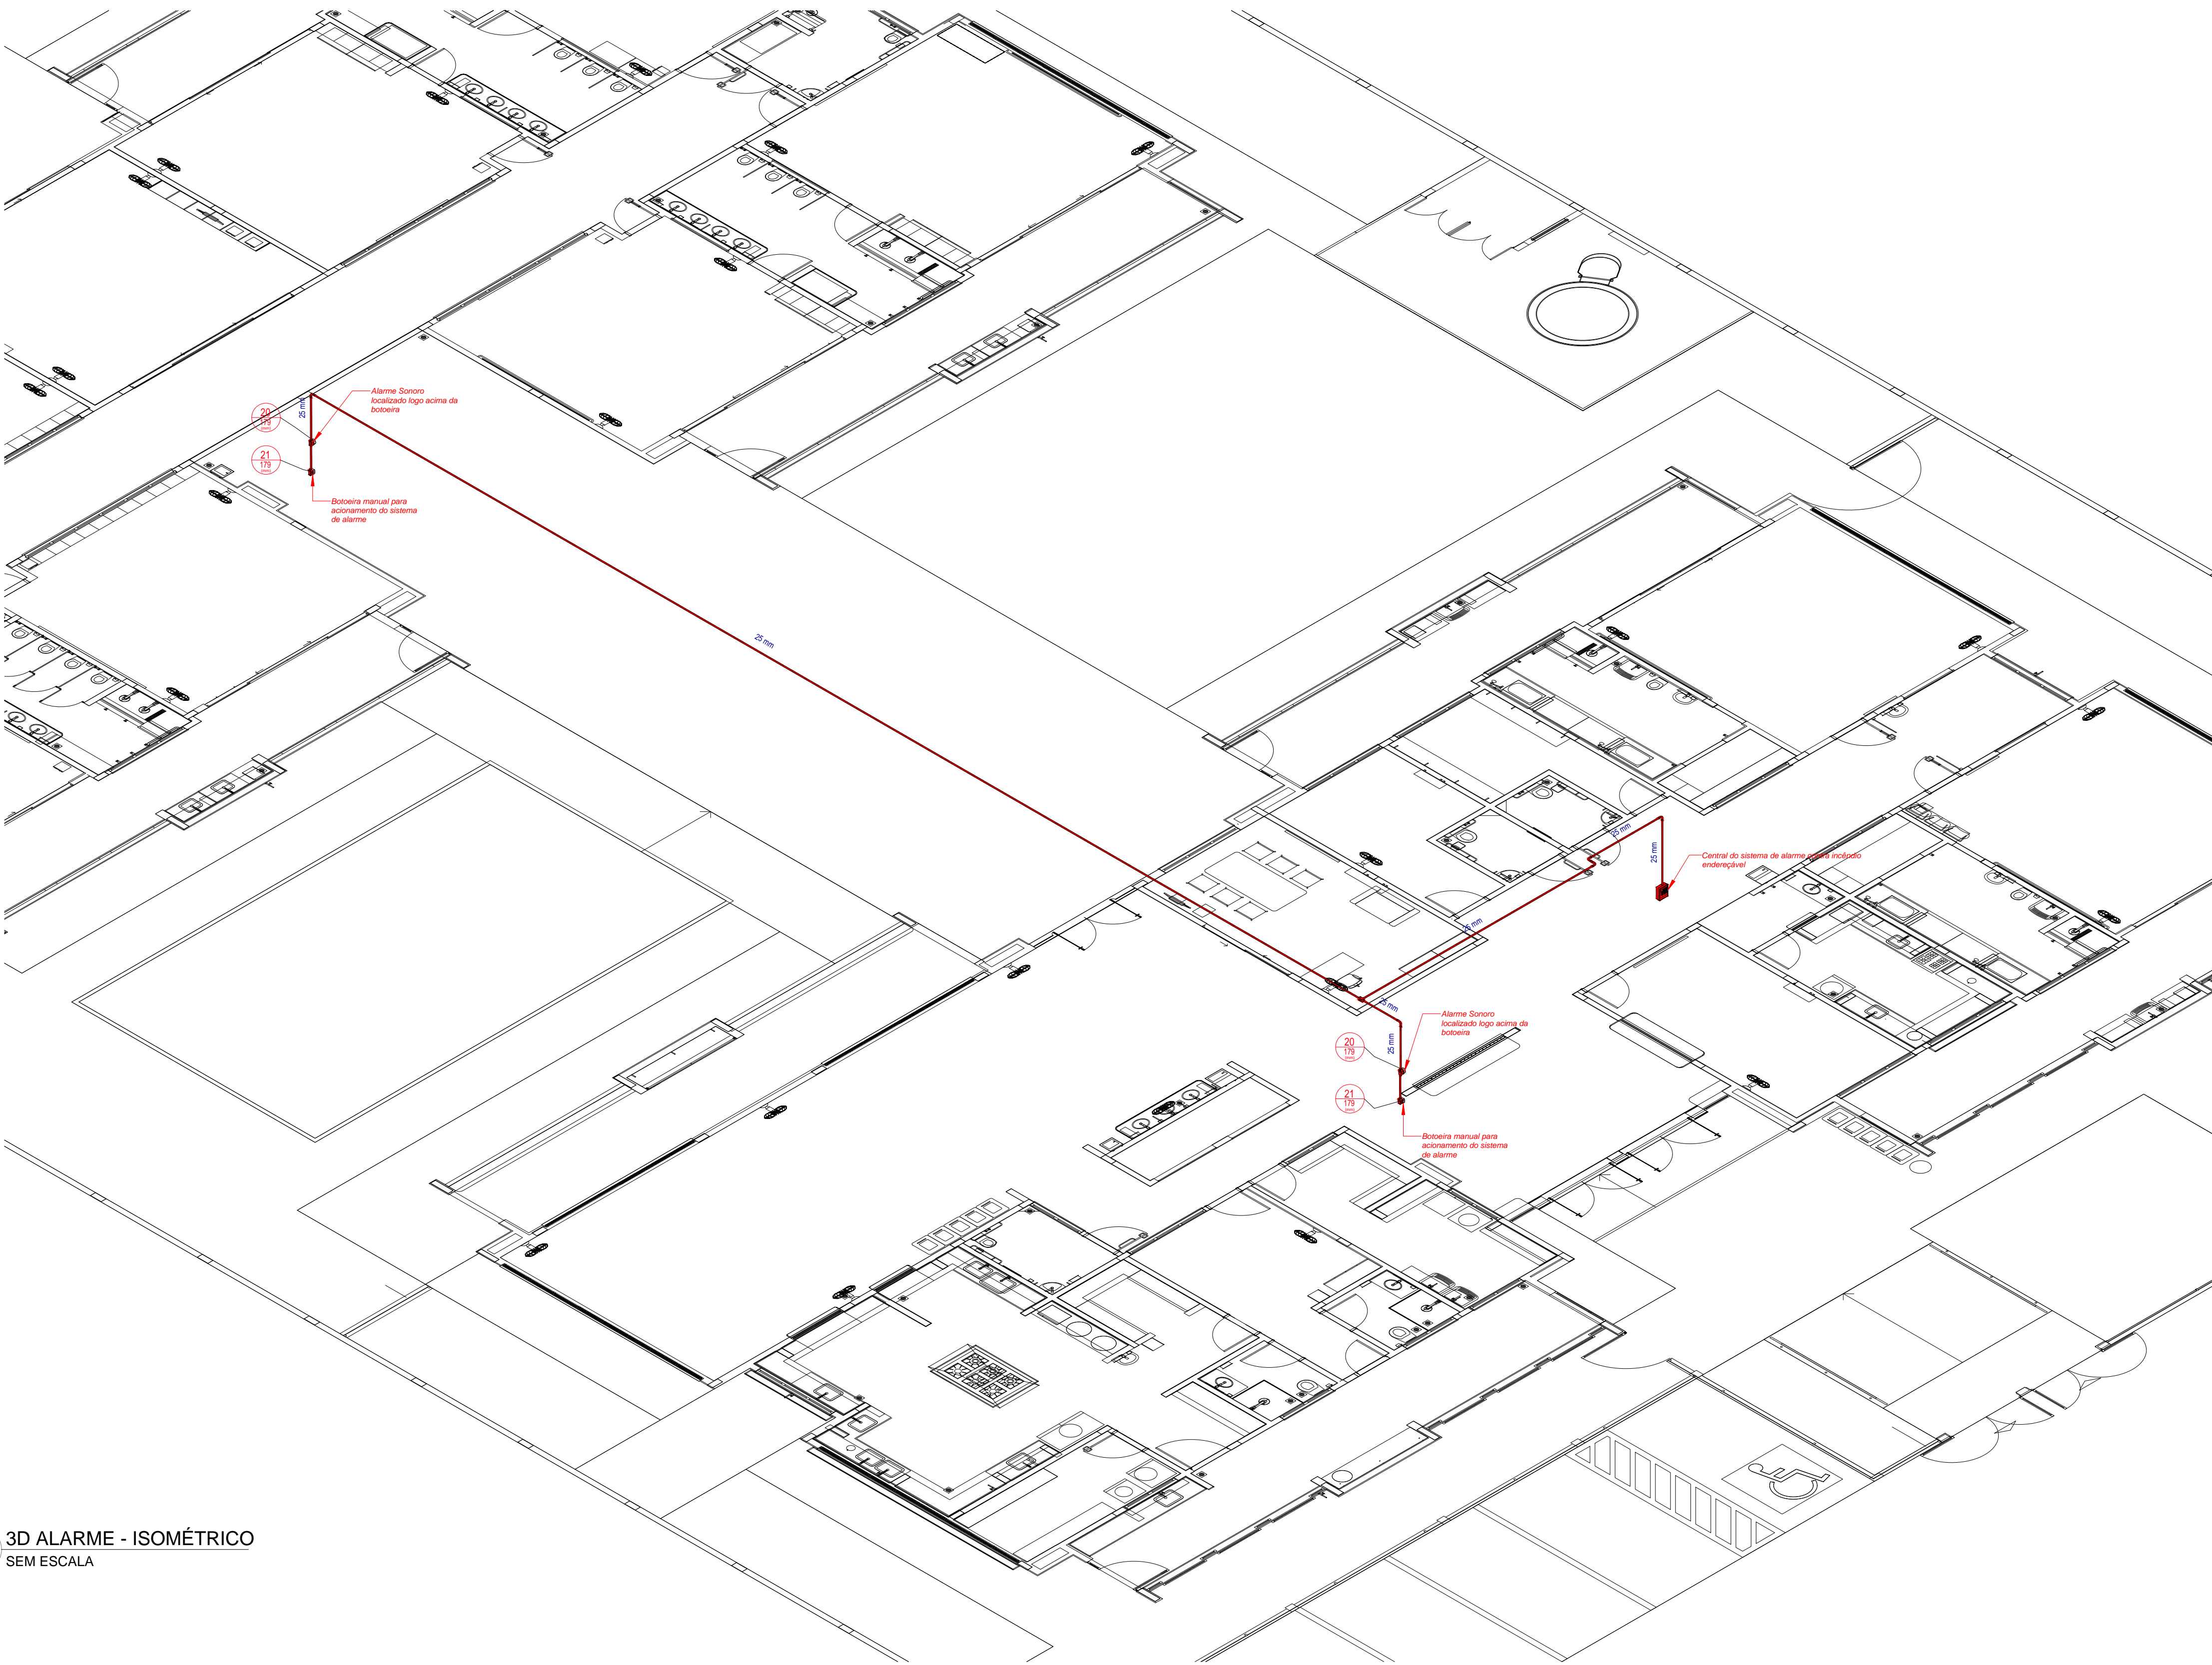 Alarme Sonoro
localizado logo acima da
botoeira
25 mm
20
179
21
179
Botoeira manual para
acionamento do sistema
de alarme
25 mm
25 mm
25 mm
Central do sistema de alarme contra incêndio
endereçável
25 mm
25 mm
Alarme Sonoro
localizado logo acima da
botoeira
25 mm
20
179
21
179
Botoeira manual para
acionamento do sistema
de alarme
3D ALARME - ISOMÉTRICO
SEM ESCALA